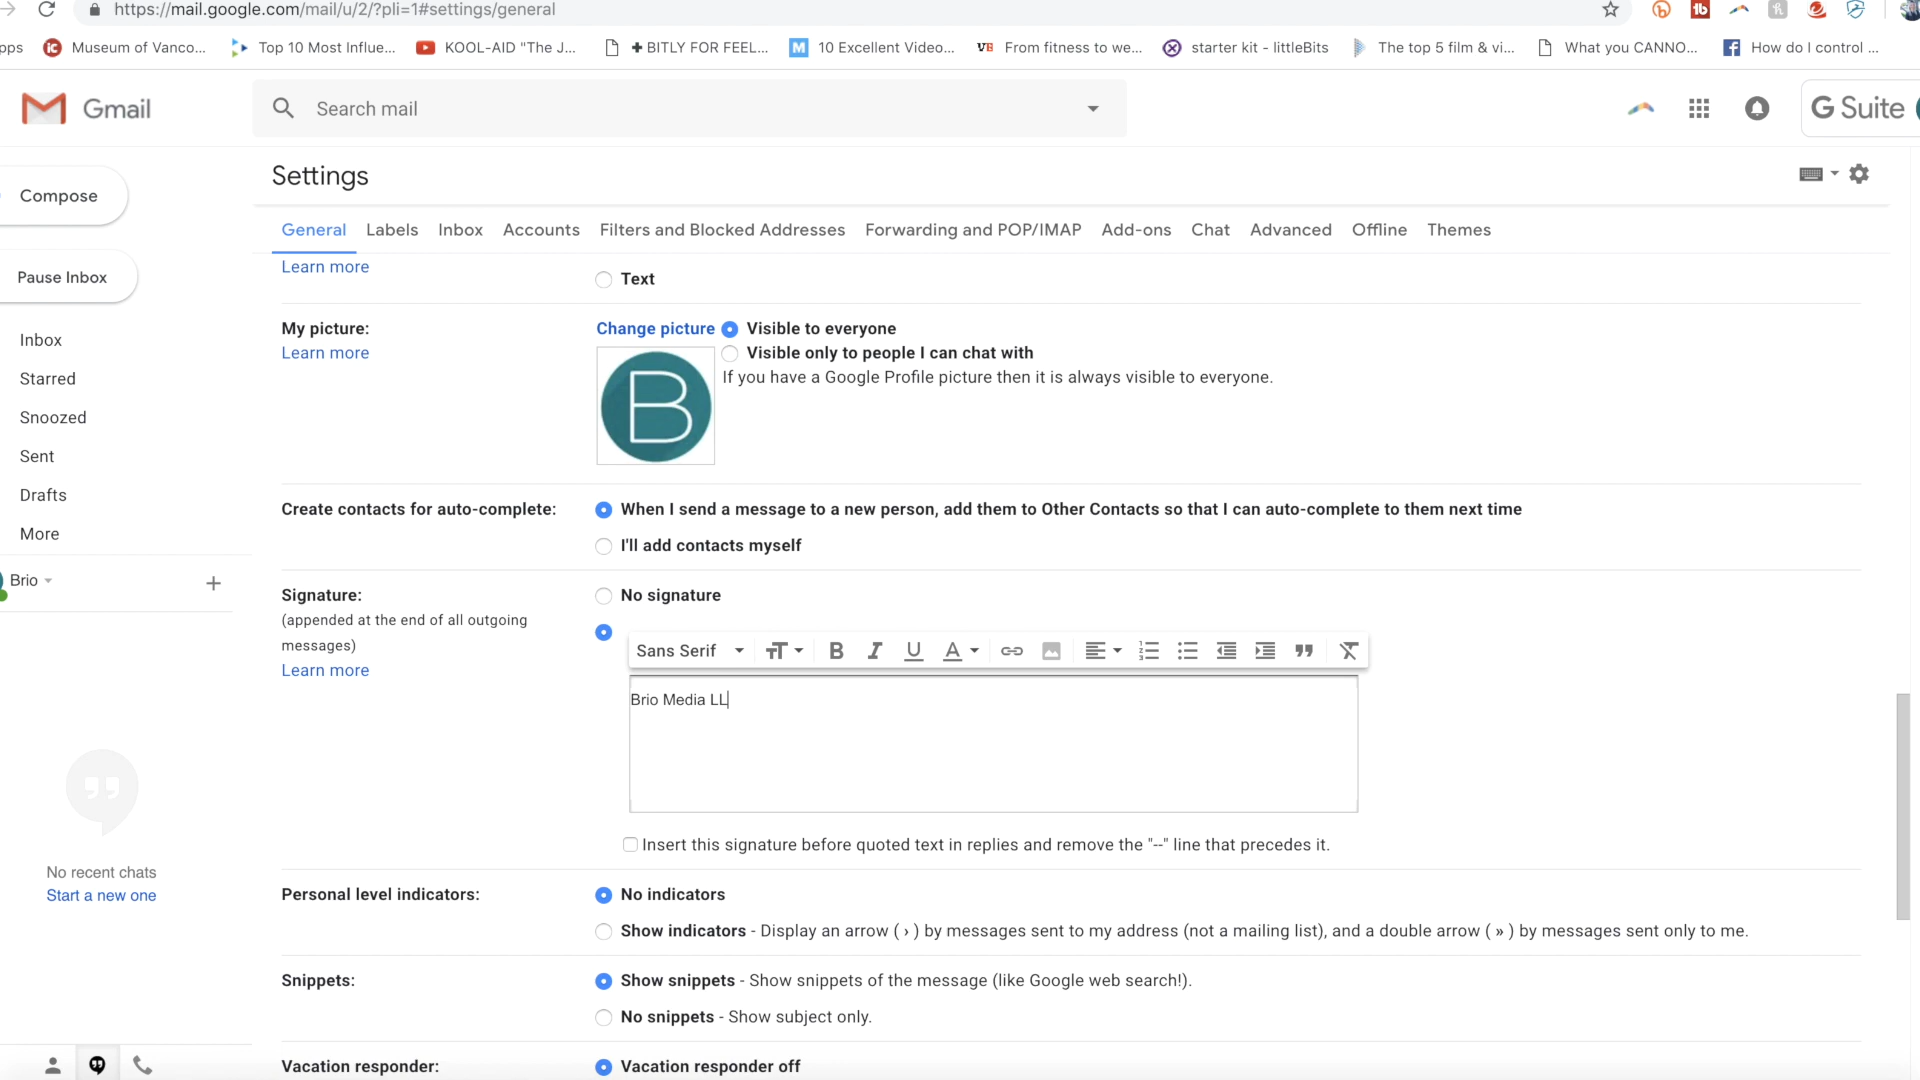 https://mail.google.com/mail/u/2/?pli=1#settings/general
pps Museum of Vanco... Top 10 Most Influe... KOOL-AID "The J... ✚ BITLY FOR FEEL... M 10 Excellent Video... VB From fitness to we... starter kit - littleBits The top 5 film & vi... What you CANNO... How do I control ...
Gmail
Search mail
G Suite
Settings
Compose
General Labels Inbox Accounts Filters and Blocked Addresses Forwarding and POP/IMAP Add-ons Chat Advanced Offline Themes
Learn more
Text
Pause Inbox
My picture:
Learn more
Change picture
Visible to everyone
Visible only to people I can chat with
If you have a Google Profile picture then it is always visible to everyone.
B
Inbox
Starred
Snoozed
Sent
Drafts
More
Create contacts for auto-complete:
When I send a message to a new person, add them to Other Contacts so that I can auto-complete to them next time
I'll add contacts myself
Brio
Signature:
(appended at the end of all outgoing
messages)
Learn more
No signature
Sans Serif
Brio Media LL
Insert this signature before quoted text in replies and remove the "--" line that precedes it.
No recent chats
Start a new one
Personal level indicators:
No indicators
Show indicators - Display an arrow ( › ) by messages sent to my address (not a mailing list), and a double arrow ( » ) by messages sent only to me.
Snippets:
Show snippets - Show snippets of the message (like Google web search!).
No snippets - Show subject only.
Vacation responder:
Vacation responder off